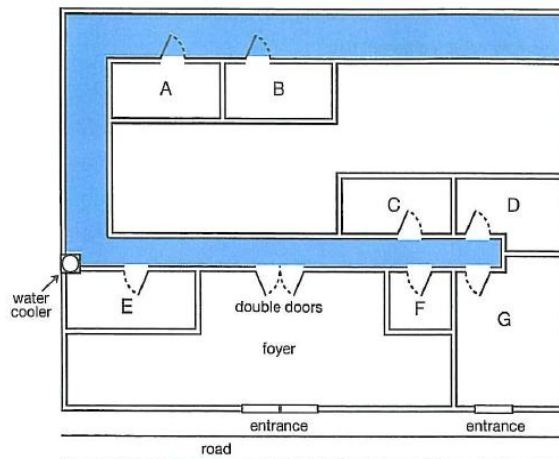 A
B
C
D
water
cooler
E
double doors
F
G
foyer
entrance
entrance
road